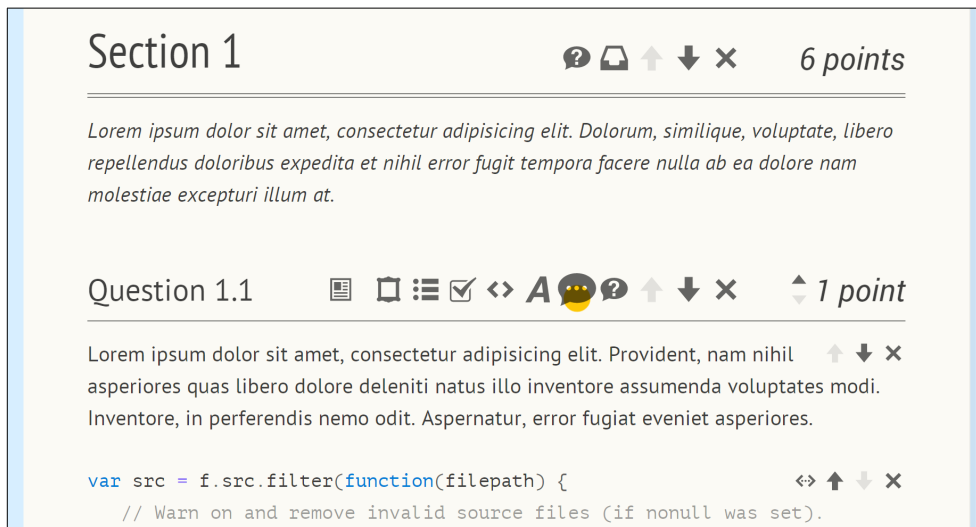 Section 1
6 points
Lorem ipsum dolor sit amet, consectetur adipisicing elit. Dolorum, similique, voluptate, libero
repellendus doloribus expedita et nihil error fugit tempora facere nulla ab ea dolore nam
molestiae excepturi illum at.
Question 1.1
1 point
Lorem ipsum dolor sit amet, consectetur adipisicing elit. Provident, nam nihil
asperiores quas libero dolore deleniti natus illo inventore assumenda voluptates modi.
Inventore, in perferendis nemo odit. Aspernatur, error fugiat eveniet asperiores.
var src = f.src.filter(function(filepath) {
// Warn on and remove invalid source files (if nonull was set).